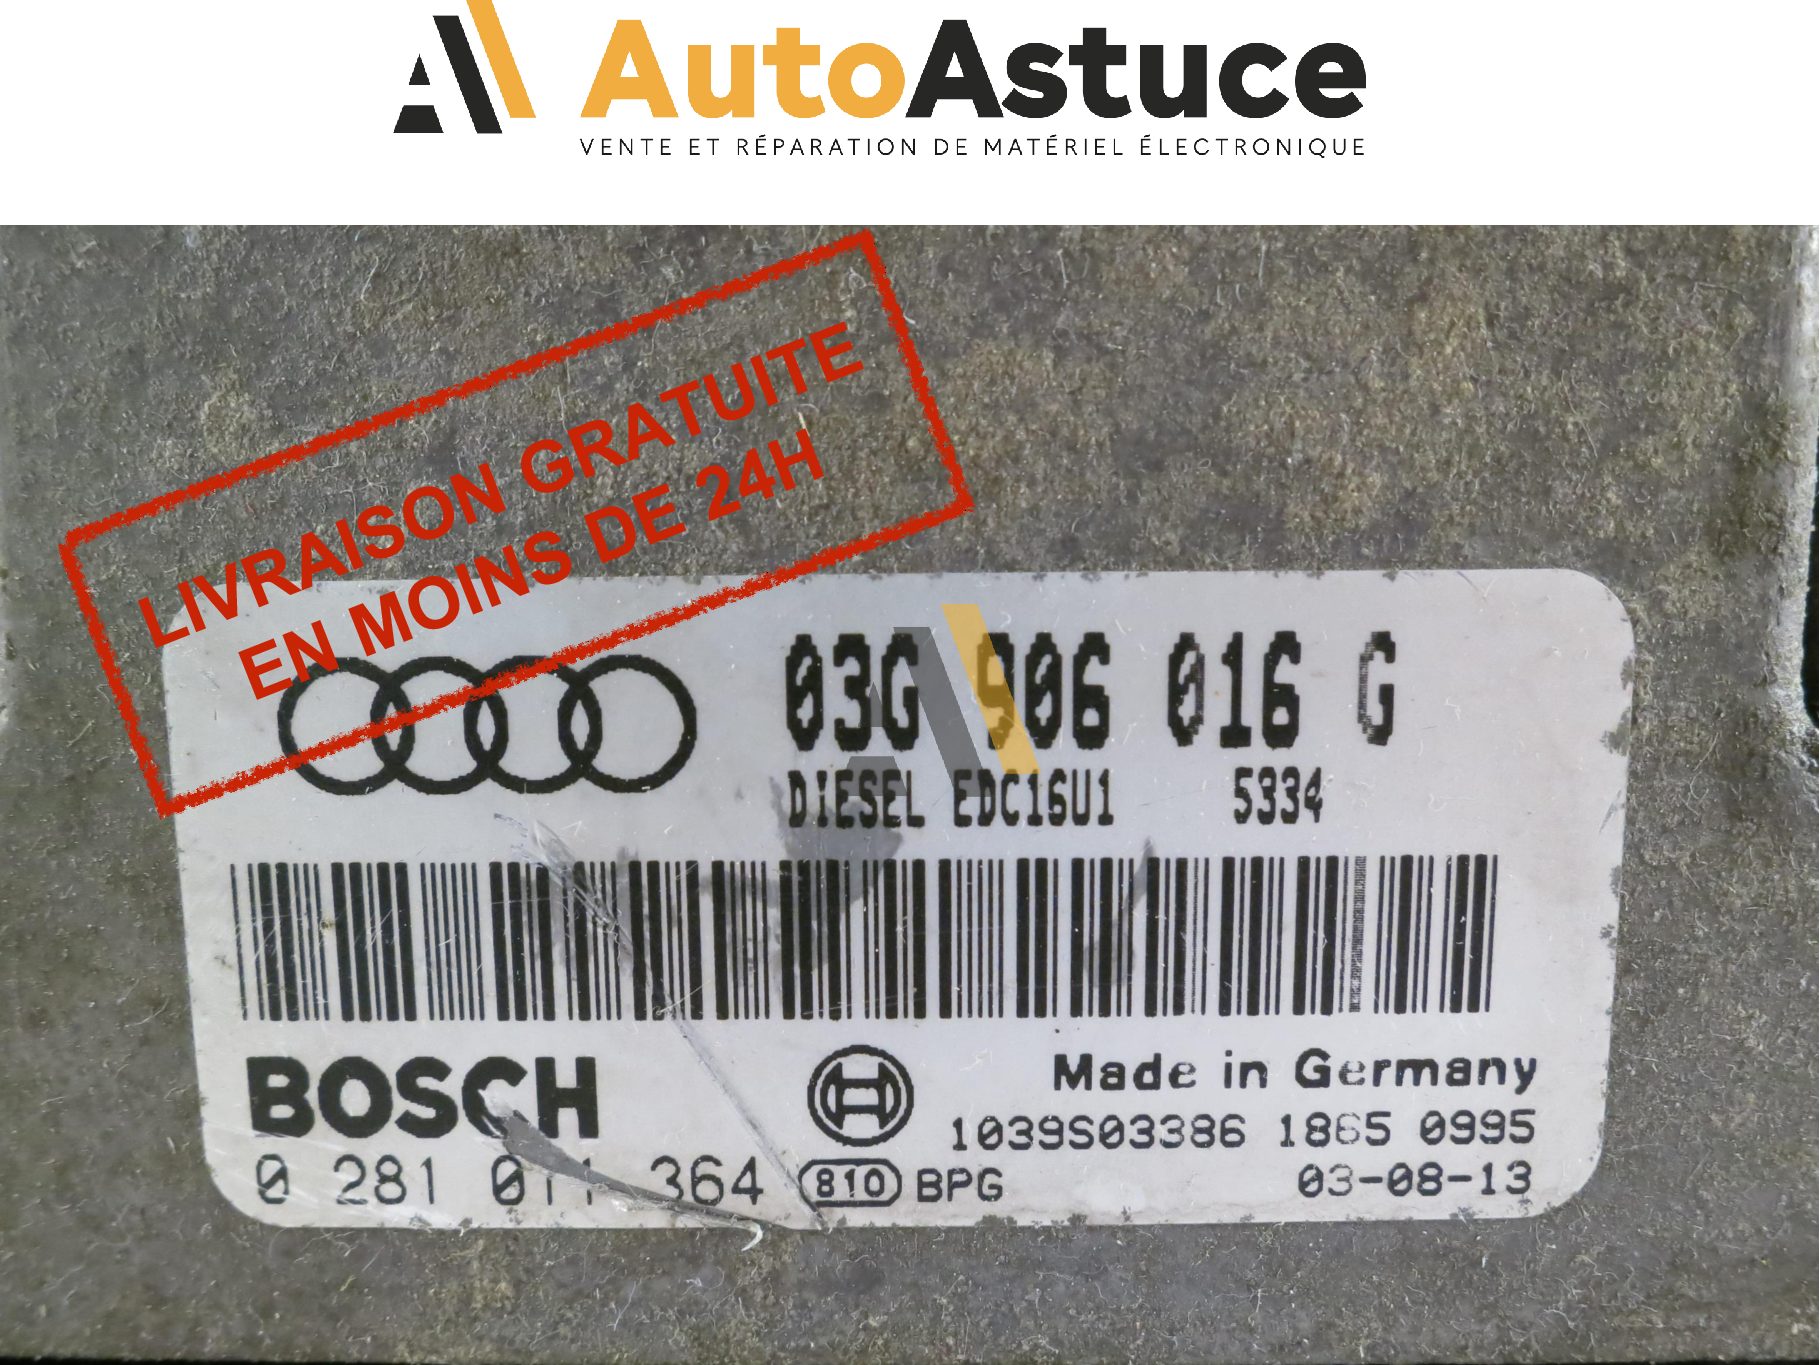 AutoAstuce
VENTE ET RÉPARATION DE MATÉRIEL ÉLECTRONIQUE
LIVRAISON GRATUITE
EN MOINS DE 24H
03G 906 016 G
DIESEL EDC16U1 5334
BOSCH
Made in Germany
1039S03386 1865 0995
0 281 011 364 810 BPG 03-08-13